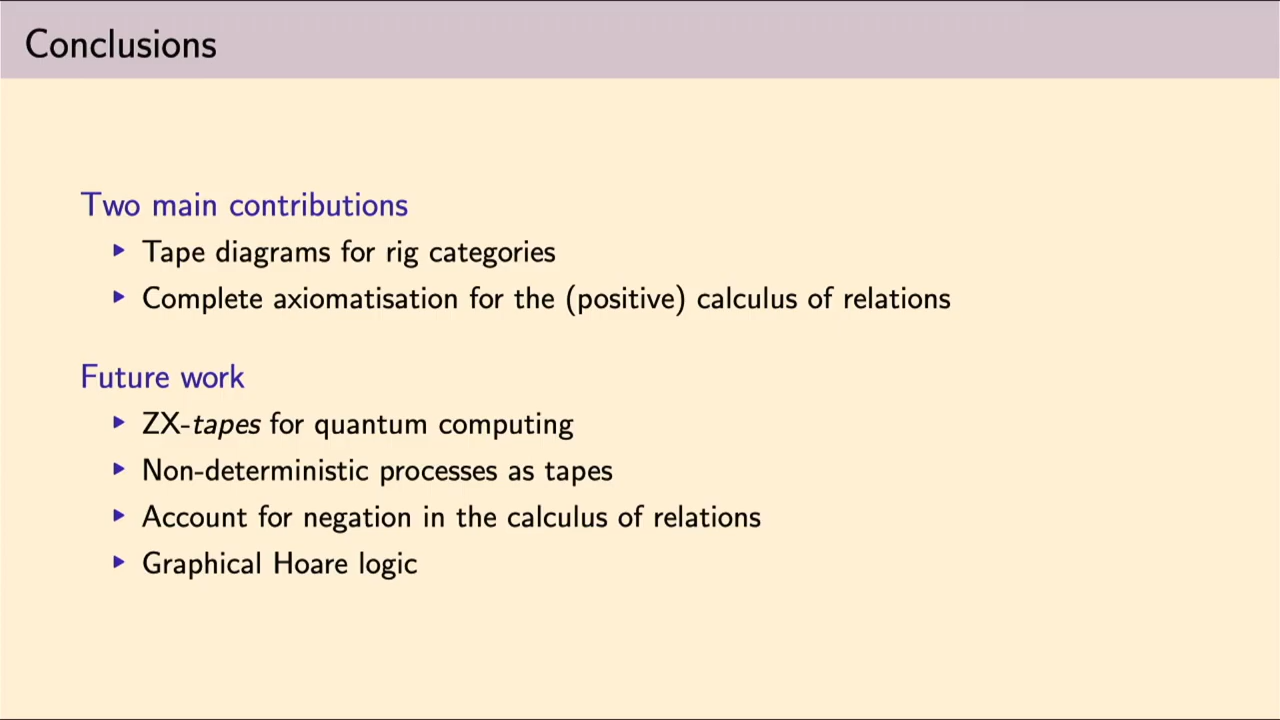 Conclusions
Two main contributions
▶ Tape diagrams for rig categories
▶ Complete axiomatisation for the (positive) calculus of relations
Future work
▶ ZX-tapes for quantum computing
▶ Non-deterministic processes as tapes
▶ Account for negation in the calculus of relations
▶ Graphical Hoare logic